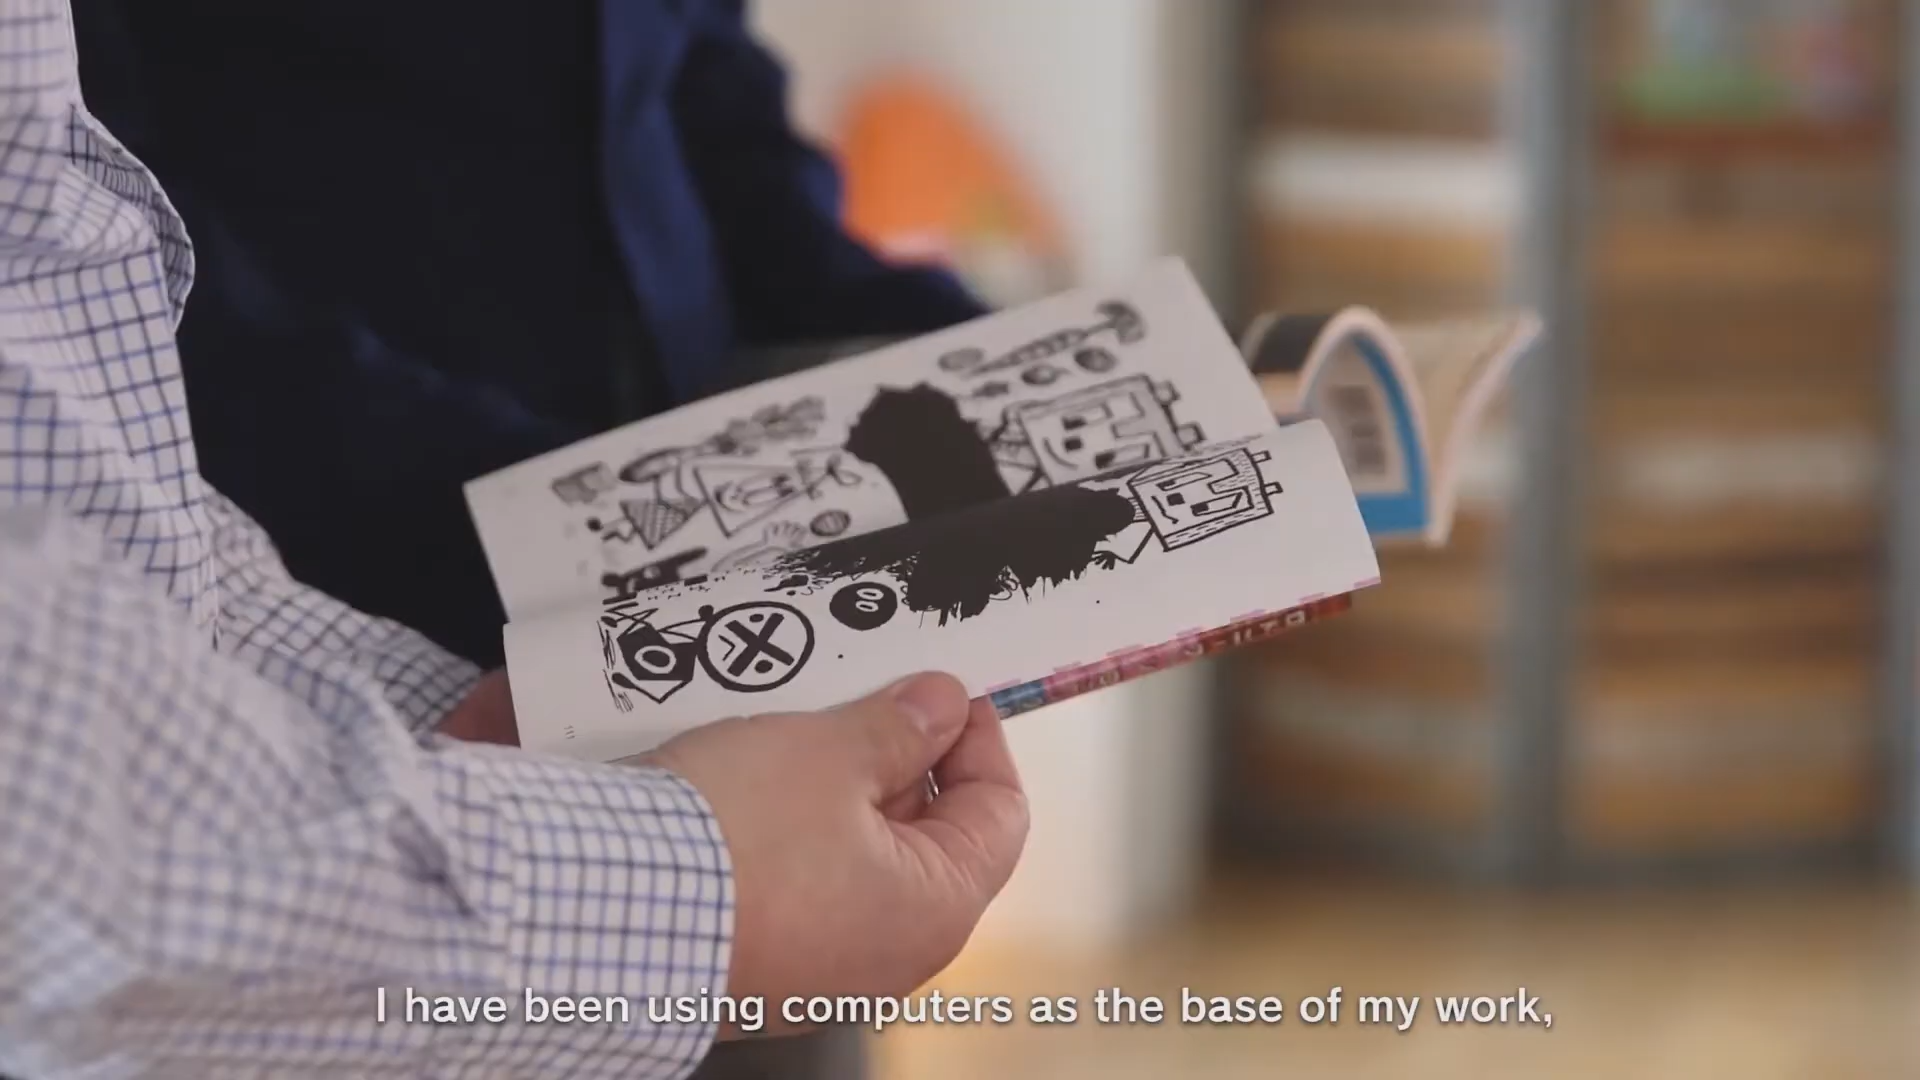 I have been using computers as the base of my work,